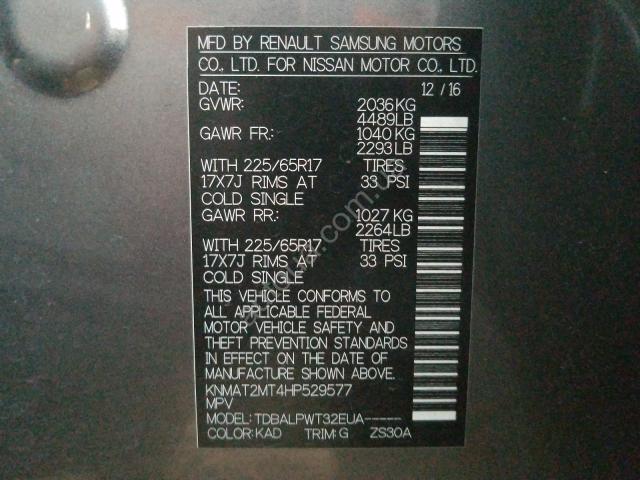 MFD BY RENAULT SAMSUNG MOTORS
CO., LTD. FOR NISSAN MOTOR CO., LTD.
DATE: 12 / 16
GVWR: 2036KG
4489LB
GAWR FR: 1040KG
2293LB
WITH 225/65R17 TIRES
17X7J RIMS AT 33 PSI
COLD SINGLE
GAWR RR: 1027KG
2264LB
WITH 225/65R17 TIRES
17X7J RIMS AT 33 PSI
COLD SINGLE
THIS VEHICLE CONFORMS TO
ALL APPLICABLE FEDERAL
MOTOR VEHICLE SAFETY AND
THEFT PREVENTION STANDARDS
IN EFFECT ON THE DATE OF
MANUFACTURE SHOWN ABOVE.
KNMAT2MT4HP529577
MPV
MODEL: TDBALPWT32EUA-----
COLOR: KAD TRIM: G ZS30A